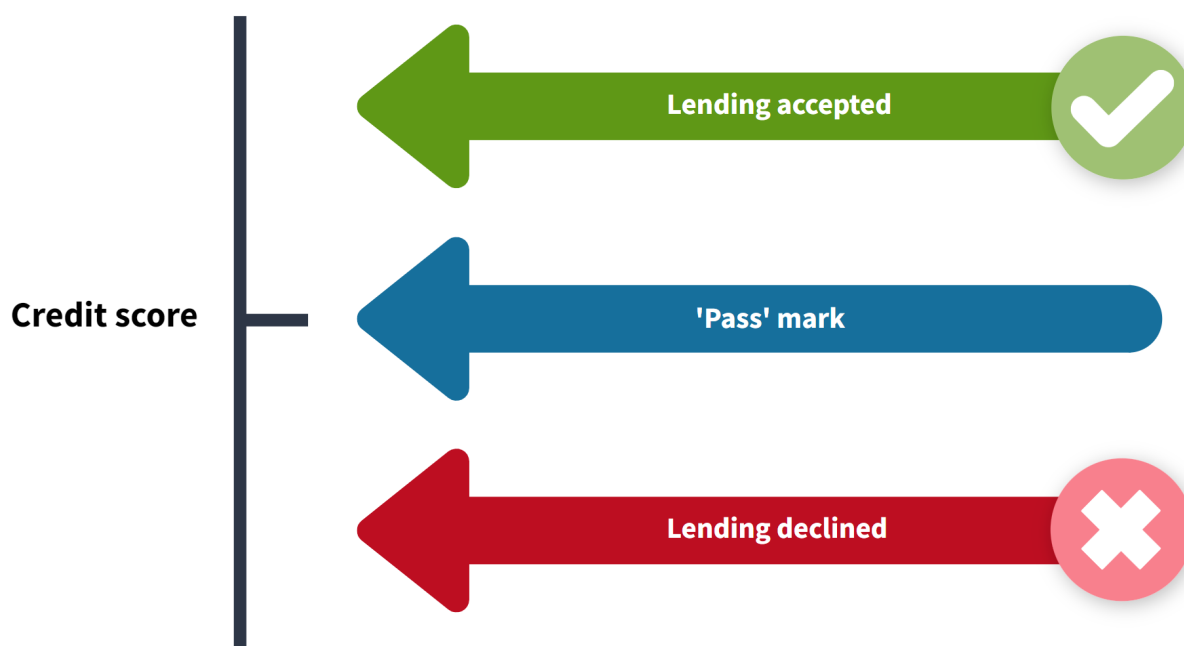 Lending accepted
Credit score
'Pass' mark
Lending declined